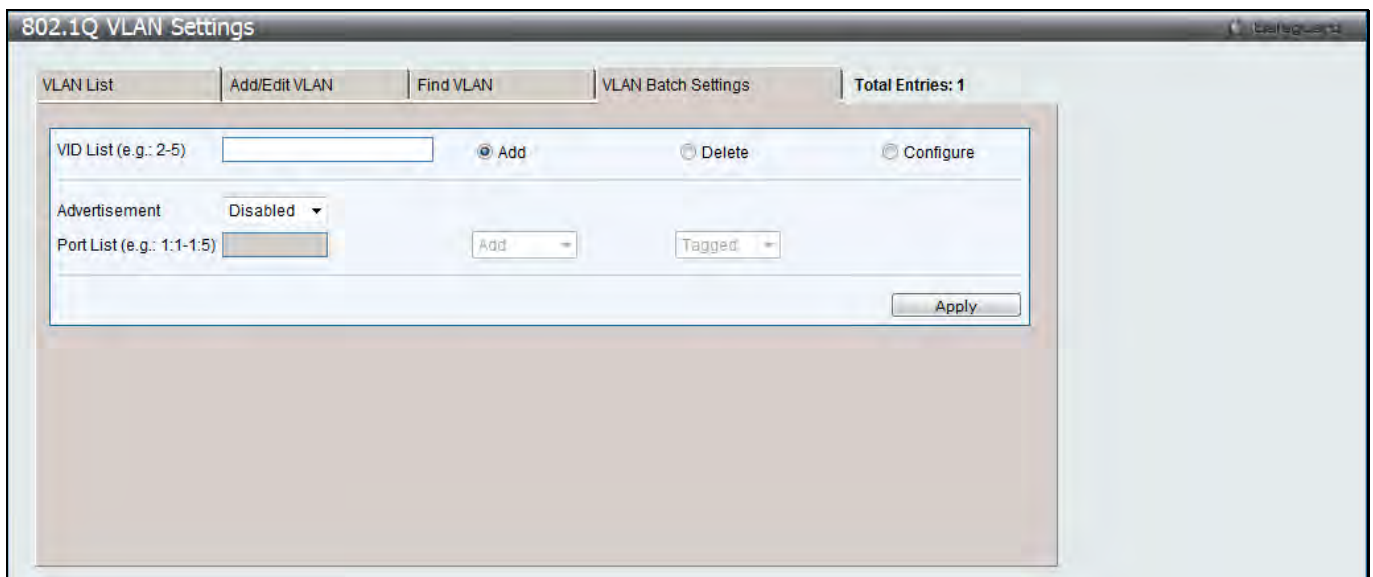 802.1Q VLAN Settings
Safeguard
VLAN List Add/Edit VLAN Find VLAN VLAN Batch Settings Total Entries: 1
VID List (e.g.: 2-5) Add Delete Configure
Advertisement Disabled
Port List (e.g.: 1:1-1:5) Add Tagged
Apply